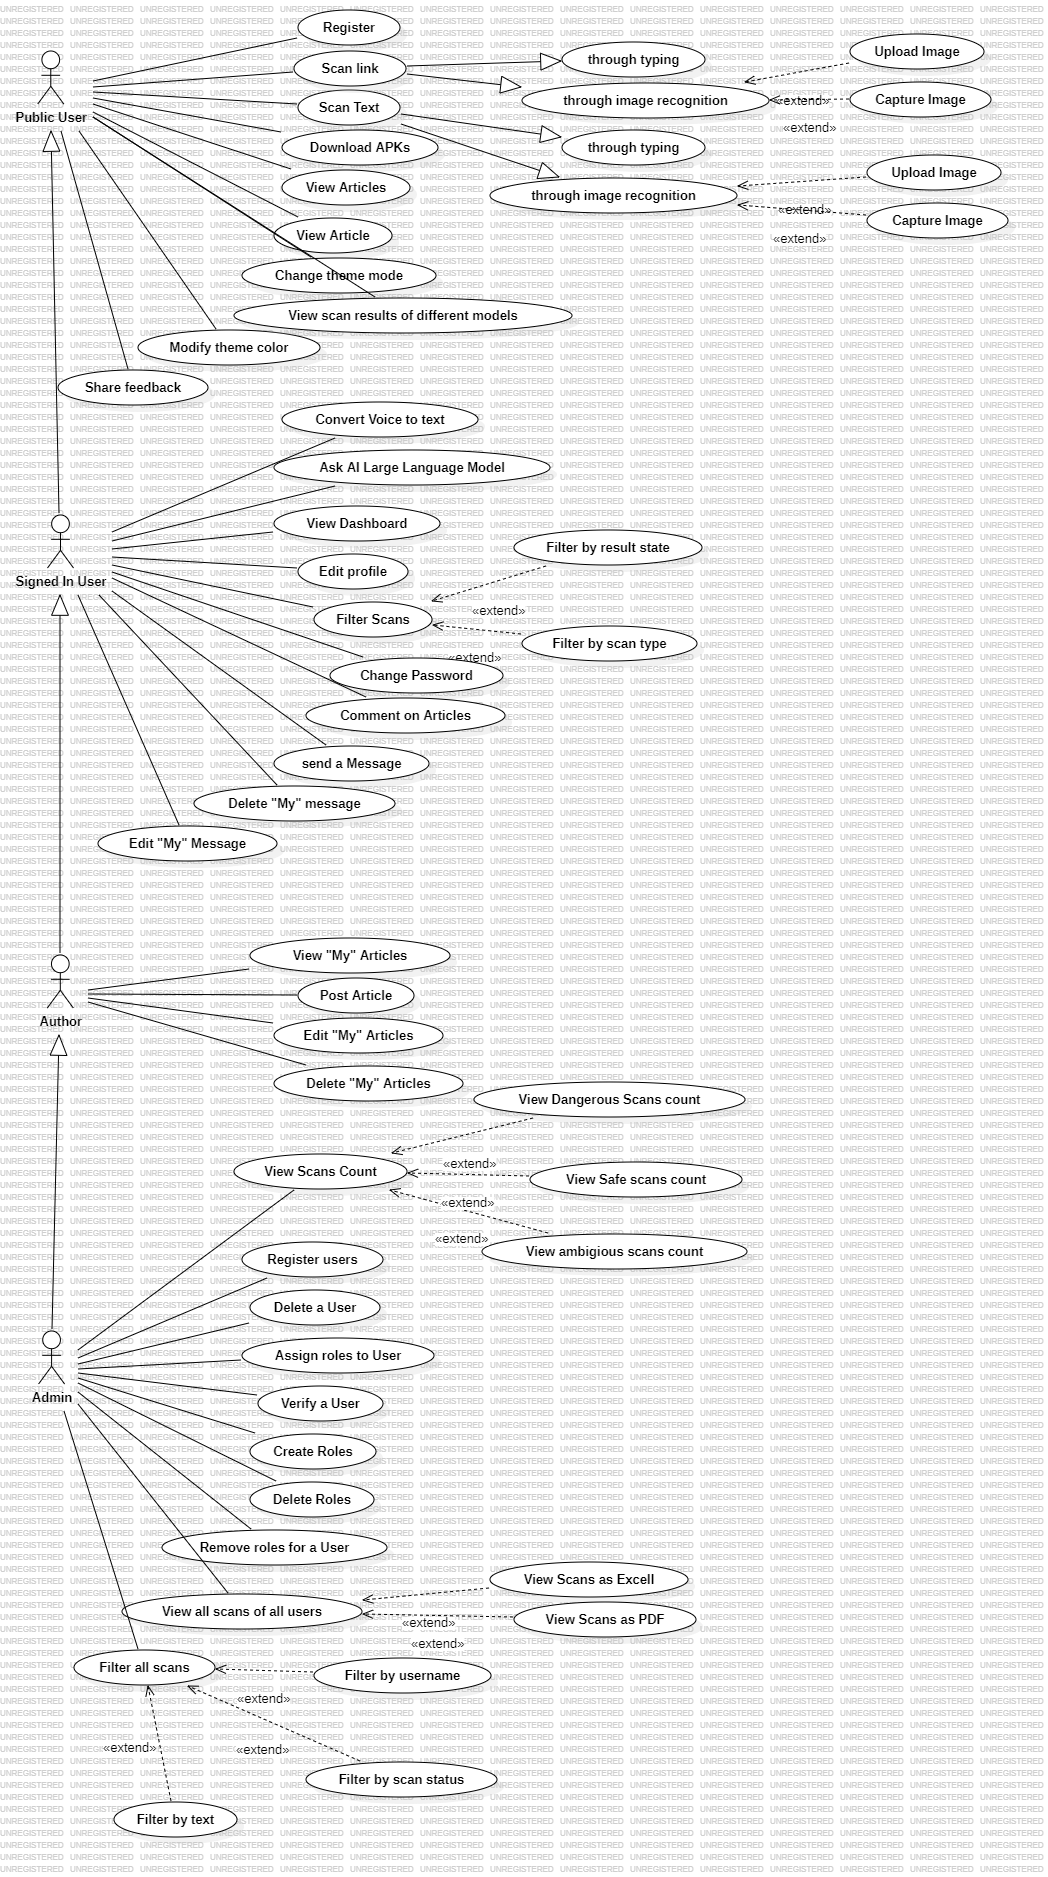 Register
Upload Image
through typing
Scan link
Capture Image
through image recognition
«extend»
Scan Text
Public User
«extend»
Download APKs
through typing
Upload Image
View Articles
through image recognition
«extend»
Capture Image
View Article
«extend»
Change theme mode
View scan results of different models
Modify theme color
Share feedback
Convert Voice to text
Ask AI Large Language Model
View Dashboard
Filter by result state
Edit profile
Signed In User
«extend»
Filter Scans
Filter by scan type
«extend»
Change Password
Comment on Articles
send a Message
Delete "My" message
Edit "My" Message
View "My" Articles
Post Article
Author
Edit "My" Articles
Delete "My" Articles
View Dangerous Scans count
«extend»
View Scans Count
View Safe scans count
«extend»
«extend»
View ambigious scans count
Register users
Delete a User
Assign roles to User
Admin
Verify a User
Create Roles
Delete Roles
Remove roles for a User
View Scans as Excell
View all scans of all users
View Scans as PDF
«extend»
«extend»
Filter all scans
Filter by username
«extend»
«extend»
«extend»
Filter by scan status
Filter by text
UNREGISTERED